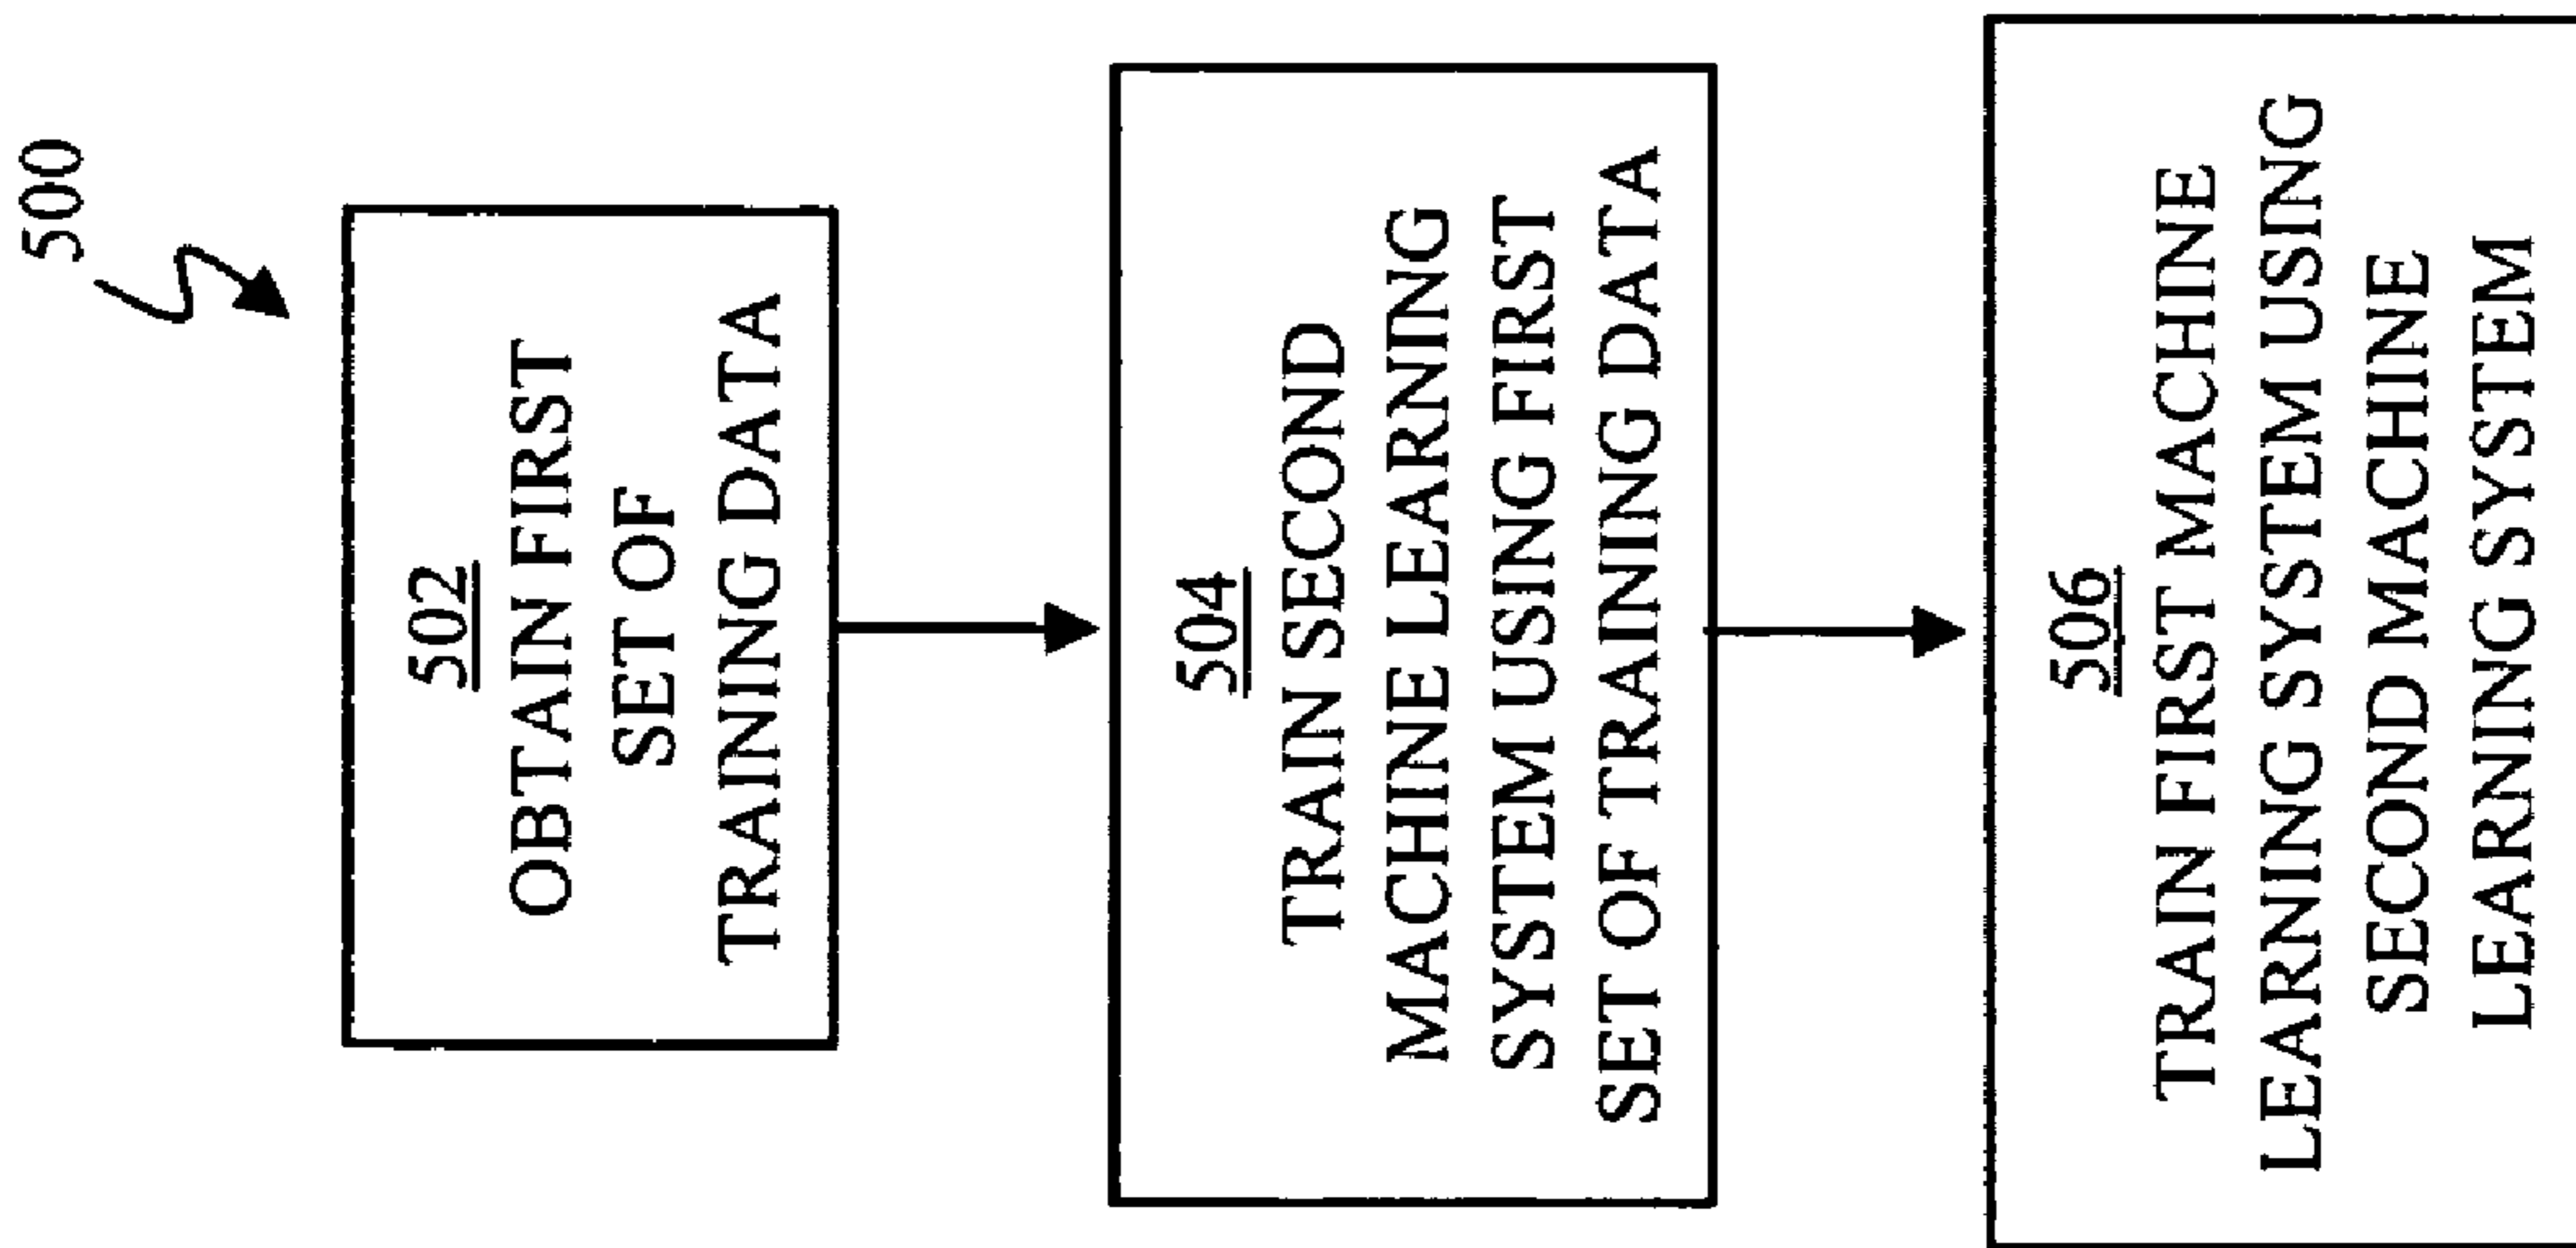 500
502
OBTAIN FIRST
SET OF
TRAINING DATA
504
TRAIN SECOND
MACHINE LEARNING
SYSTEM USING FIRST
SET OF TRAINING DATA
506
TRAIN FIRST MACHINE
LEARNING SYSTEM USING
SECOND MACHINE
LEARNING SYSTEM